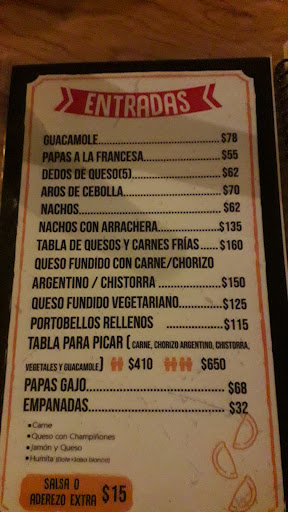 ENTRADAS
GUACAMOLE $78
PAPAS A LA FRANCESA $55
DEDOS DE QUESO(5) $62
AROS DE CEBOLLA $70
NACHOS $62
NACHOS CON ARRACHERA $135
TABLA DE QUESOS Y CARNES FRÍAS $160
QUESO FUNDIDO CON CARNE/CHORIZO
ARGENTINO / CHISTORRA $150
QUESO FUNDIDO VEGETARIANO $125
PORTOBELLOS RELLENOS $115
TABLA PARA PICAR ( CARNE, CHORIZO ARGENTINO, CHISTORRA,
VEGETALES Y GUACAMOLE) $410 $650
PAPAS GAJO $68
EMPANADAS $32
• Carne
• Queso con Champiñones
• Jamón y Queso
• Humita (Elote+salsa blanca)
SALSA O
ADEREZO EXTRA $15